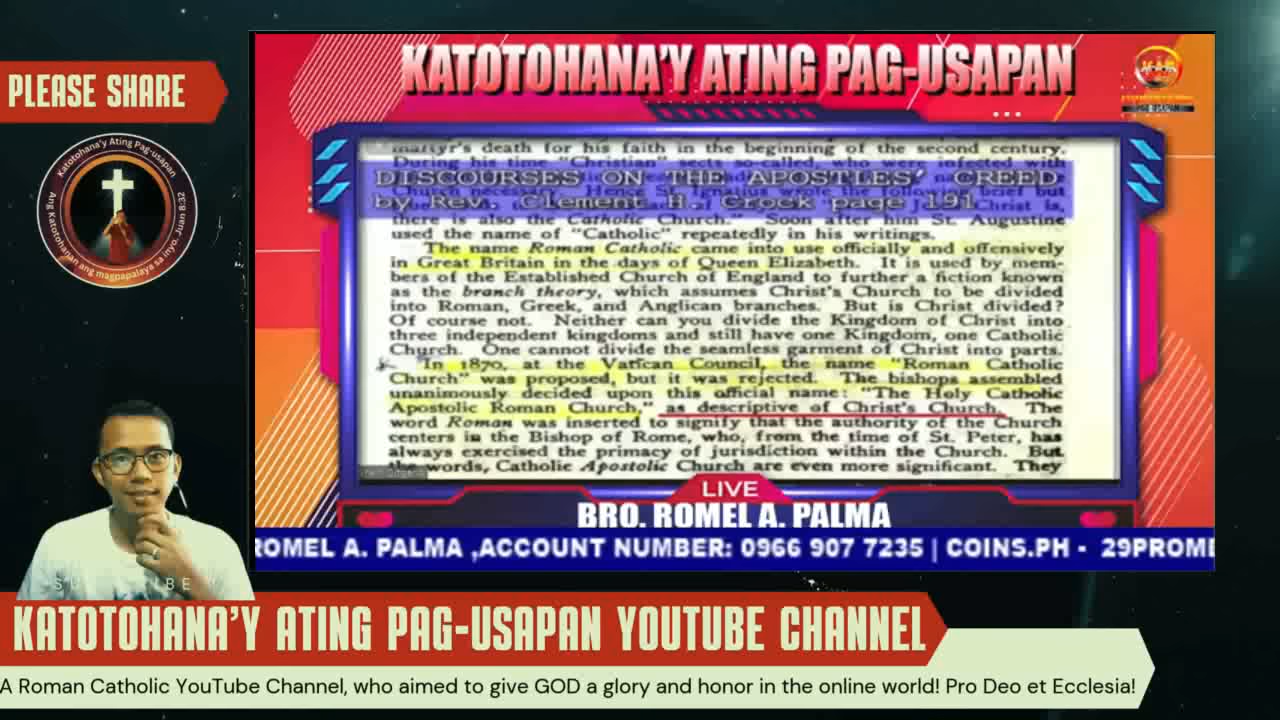 PLEASE SHARE
Katotohana'y Ating Pag-usapan
Ang Katotohanan ang magpapalaya sa inyo. Juan 8:32
KATOTOHANA'Y ATING PAG-USAPAN
martyr's death for his faith in the beginning of the second century.
During his time "Christian" sects so-called, who were infected with
DISCOURSES ON THE APOSTLES' CREED
by Rev. Clement H. Crock page 191
Church necessary. Hence St. Ignatius wrote the following brief but
Christ is,
there is also the Catholic Church." Soon after him St. Augustine
used the name of "Catholic" repeatedly in his writings.
The name Roman Catholic came into use officially and offensively
in Great Britain in the days of Queen Elizabeth. It is used by mem-
bers of the Established Church of England to further a fiction known
as the branch theory, which assumes Christ's Church to be divided
into Roman, Greek, and Anglican branches. But is Christ divided?
Of course not. Neither can you divide the Kingdom of Christ into
three independent kingdoms and still have one Kingdom, one Catholic
Church. One cannot divide the seamless garment of Christ into parts.
In 1870, at the Vatican Council, the name "Roman Catholic
Church" was proposed, but it was rejected. The bishops assembled
unanimously decided upon this official name: "The Holy Catholic
Apostolic Roman Church," as descriptive of Christ's Church. The
word Roman was inserted to signify that the authority of the Church
centers in the Bishop of Rome, who, from the time of St. Peter, has
always exercised the primacy of jurisdiction within the Church. But
the words, Catholic Apostolic Church are even more significant. They
LIVE
BRO. ROMEL A. PALMA
ROMEL A. PALMA ,ACCOUNT NUMBER: 0966 907 7235 | COINS.PH - 29PROM
SUBSCRIBE
KATOTOHANA'Y ATING PAG-USAPAN YOUTUBE CHANNEL
A Roman Catholic YouTube Channel, who aimed to give GOD a glory and honor in the online world! Pro Deo et Ecclesia!